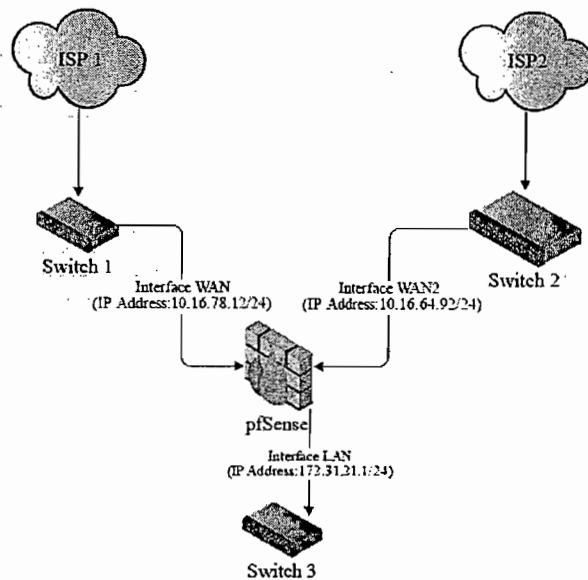 ISP 1
ISP2
Switch 1
Switch 2
Interface WAN
(IP Address:10.16.78.12/24)
Interface WAN2
(IP Address:10.16.64.92/24)
pfSense
Interface LAN
(IP Address:172.31.21.1/24)
Switch 3